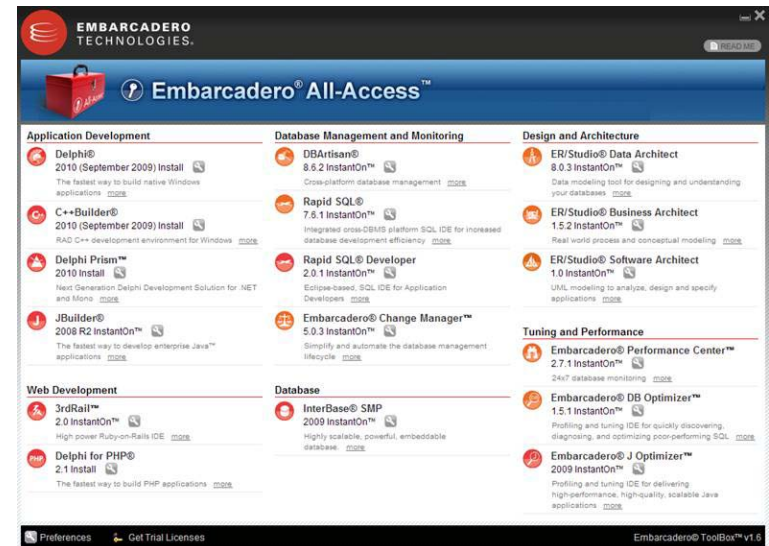 EMBARCADERO
TECHNOLOGIES.
READ ME
Embarcadero® All-Access™
Application Development
Delphi®
2010 (September 2009) Install
The fastest way to build native Windows
applications more
C++Builder®
2010 (September 2009) Install
RAD C++ development environment for Windows more
Delphi Prism™
2010 Install
Next Generation Delphi Development Solution for .NET
and Mono more
JBuilder®
2008 R2 InstantOn™
The fastest way to develop enterprise Java™
applications more
Web Development
3rdRail™
2.0 InstantOn™
High power Ruby-on-Rails IDE more
PHP
Delphi for PHP®
2.1 Install
The fastest way to build PHP applications more
Database Management and Monitoring
DBArtisan®
8.6.2 InstantOn™
Cross-platform database management more
Rapid SQL®
7.6.1 InstantOn™
Integrated cross-DBMS platform SQL IDE for increased
database development efficiency more
Rapid SQL® Developer
2.0.1 InstantOn™
Eclipse-based, SQL IDE for Application
Developers more
Embarcadero® Change Manager™
5.0.3 InstantOn™
Simplify and automate the database management
lifecycle more
Database
InterBase® SMP
2009 InstantOn™
Highly scalable, powerful, embeddable
database. more
Design and Architecture
ER/Studio® Data Architect
8.0.3 InstantOn™
Data modeling tool for designing and understanding
your databases more
ER/Studio® Business Architect
1.5.2 InstantOn™
Real world process and conceptual modeling more
ER/Studio® Software Architect
1.0 InstantOn™
UML modeling to analyze, design and specify
applications more
Tuning and Performance
Embarcadero® Performance Center™
2.7.1 InstantOn™
24x7 database monitoring more
Embarcadero® DB Optimizer™
1.5.1 InstantOn™
Profiling and tuning IDE for quickly discovering,
diagnosing, and optimizing poor-performing SQL more
Embarcadero® J Optimizer™
2009 InstantOn™
Profiling and tuning IDE for delivering
high-performance, high-quality, scalable Java
applications more
Preferences
Get Trial Licenses
Embarcadero® ToolBox™ v1.6